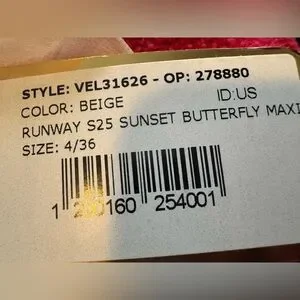 STYLE: VEL31626 - OP: 278880
COLOR: BEIGE ID:US
RUNWAY S25 SUNSET BUTTERFLY MAXI
SIZE: 4/36
254001